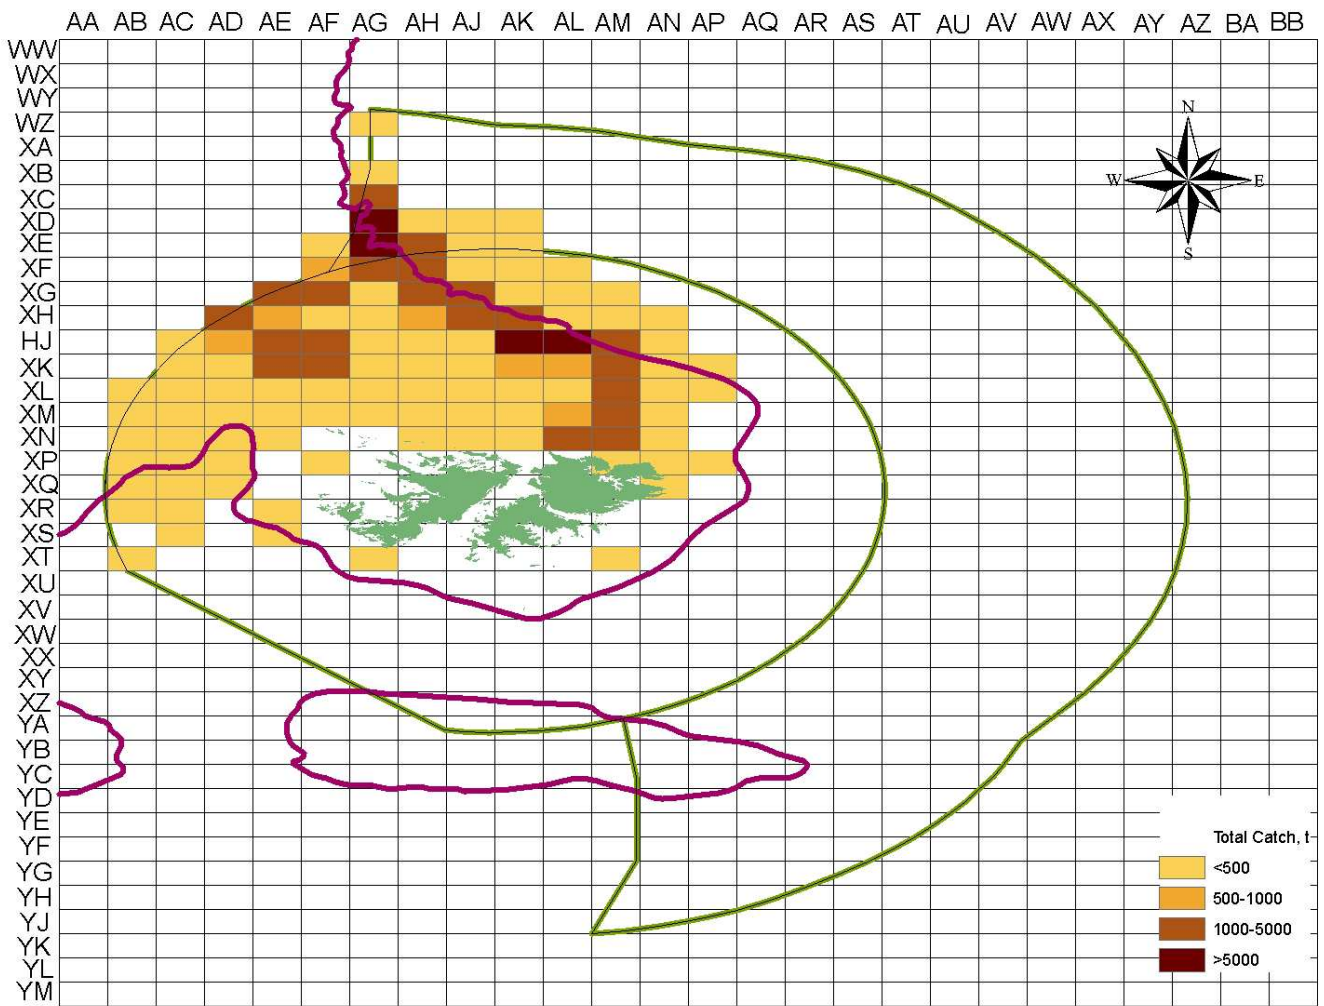 AA AB AC AD AE AF AG AH AJ AK AL AM AN AP AQ AR AS AT AU AV AW AX AY AZ BA BB
WW
WX
WY
WZ
XA
XB
XC
XD
XE
XF
XG
XH
HJ
XK
XL
XM
XN
XP
XQ
XR
XS
XT
XU
XV
XW
XX
XY
XZ
YA
YB
YC
YD
YE
YF
YG
YH
YJ
YK
YL
YM
N
W E
S
Total Catch, t
<500
500-1000
1000-5000
>5000